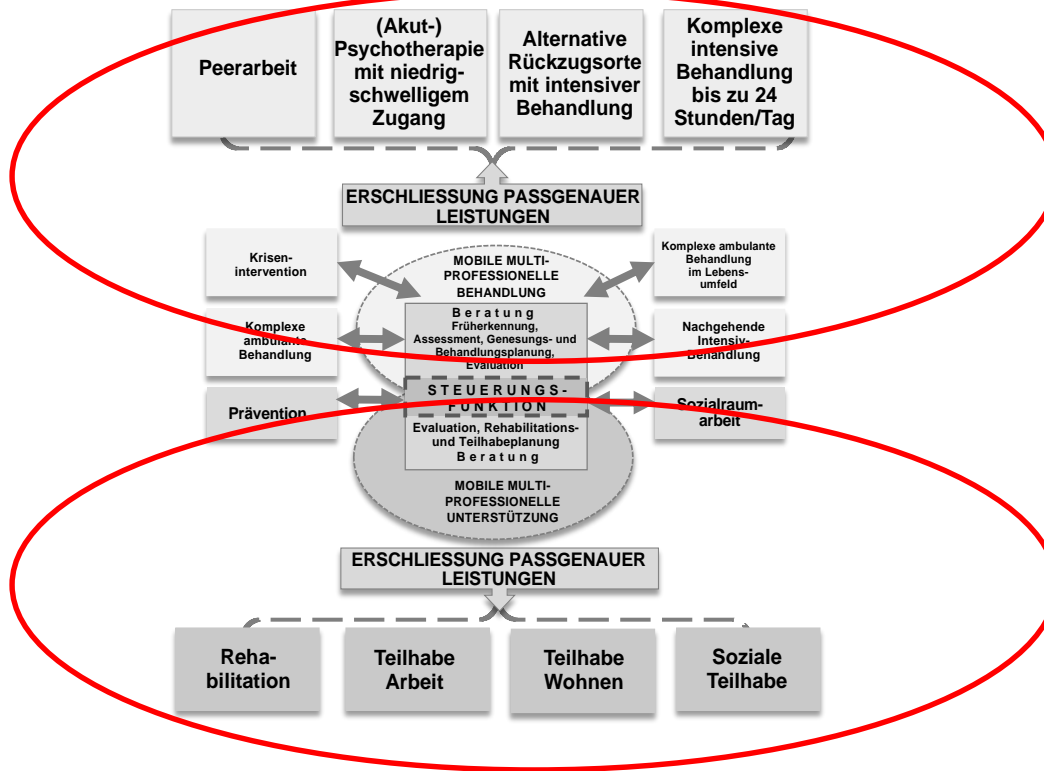 Peerarbeit
(Akut-)
Psychotherapie
mit niedrig-
schwelligem
Zugang
Alternative
Rückzugsorte
mit intensiver
Behandlung
Komplexe
intensive
Behandlung
bis zu 24
Stunden/Tag
ERSCHLIESSUNG PASSGENAUER
LEISTUNGEN
Krisen-
intervention
MOBILE MULTI-
PROFESSIONELLE
BEHANDLUNG
Komplexe ambulante
Behandlung
im Lebens-
umfeld
Komplexe
ambulante
Behandlung
Beratung
Früherkennung,
Assessment, Genesungs- und
Behandlungsplanung,
Evaluation
Nachgehende
Intensiv-
Behandlung
Prävention
STEUERUNGS-
FUNKTION
Sozialraum-
arbeit
Evaluation, Rehabilitations-
und Teilhabeplanung
Beratung
MOBILE MULTI-
PROFESSIONELLE
UNTERSTÜTZUNG
ERSCHLIESSUNG PASSGENAUER
LEISTUNGEN
Reha-
bilitation
Teilhabe
Arbeit
Teilhabe
Wohnen
Soziale
Teilhabe